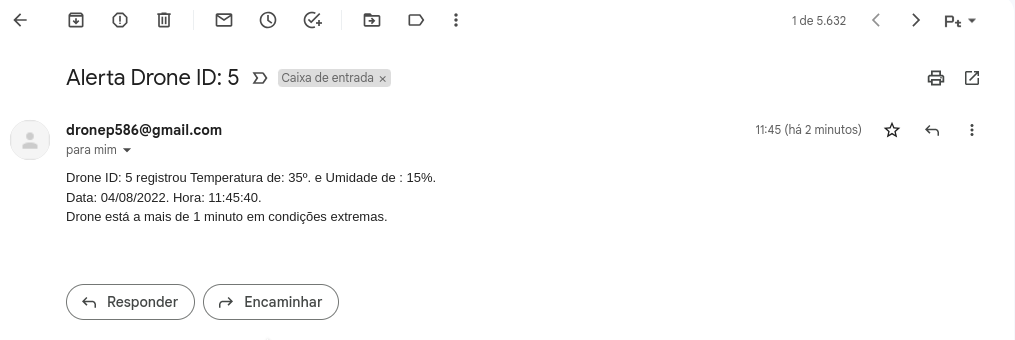 1 de 5.632
Pt
Alerta Drone ID: 5
Caixa de entrada ×
dronep586@gmail.com
11:45 (há 2 minutos)
para mim
Drone ID: 5 registrou Temperatura de: 35º. e Umidade de : 15%.
Data: 04/08/2022. Hora: 11:45:40.
Drone está a mais de 1 minuto em condições extremas.
Responder
Encaminhar